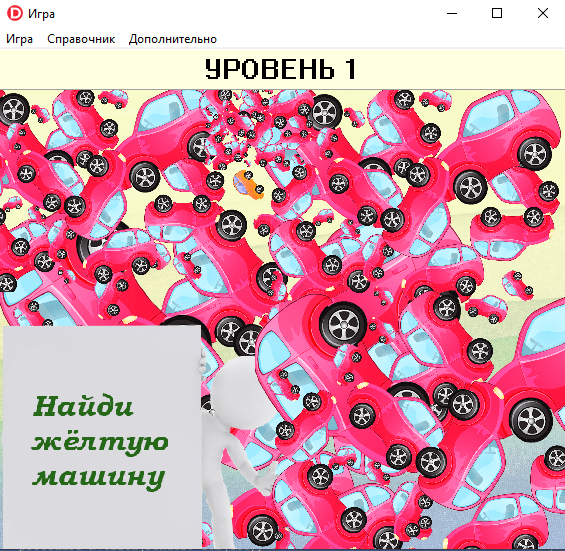 Игра
Игра Справочник Дополнительно
УРОВЕНЬ 1
Найди
жёлтую
машину